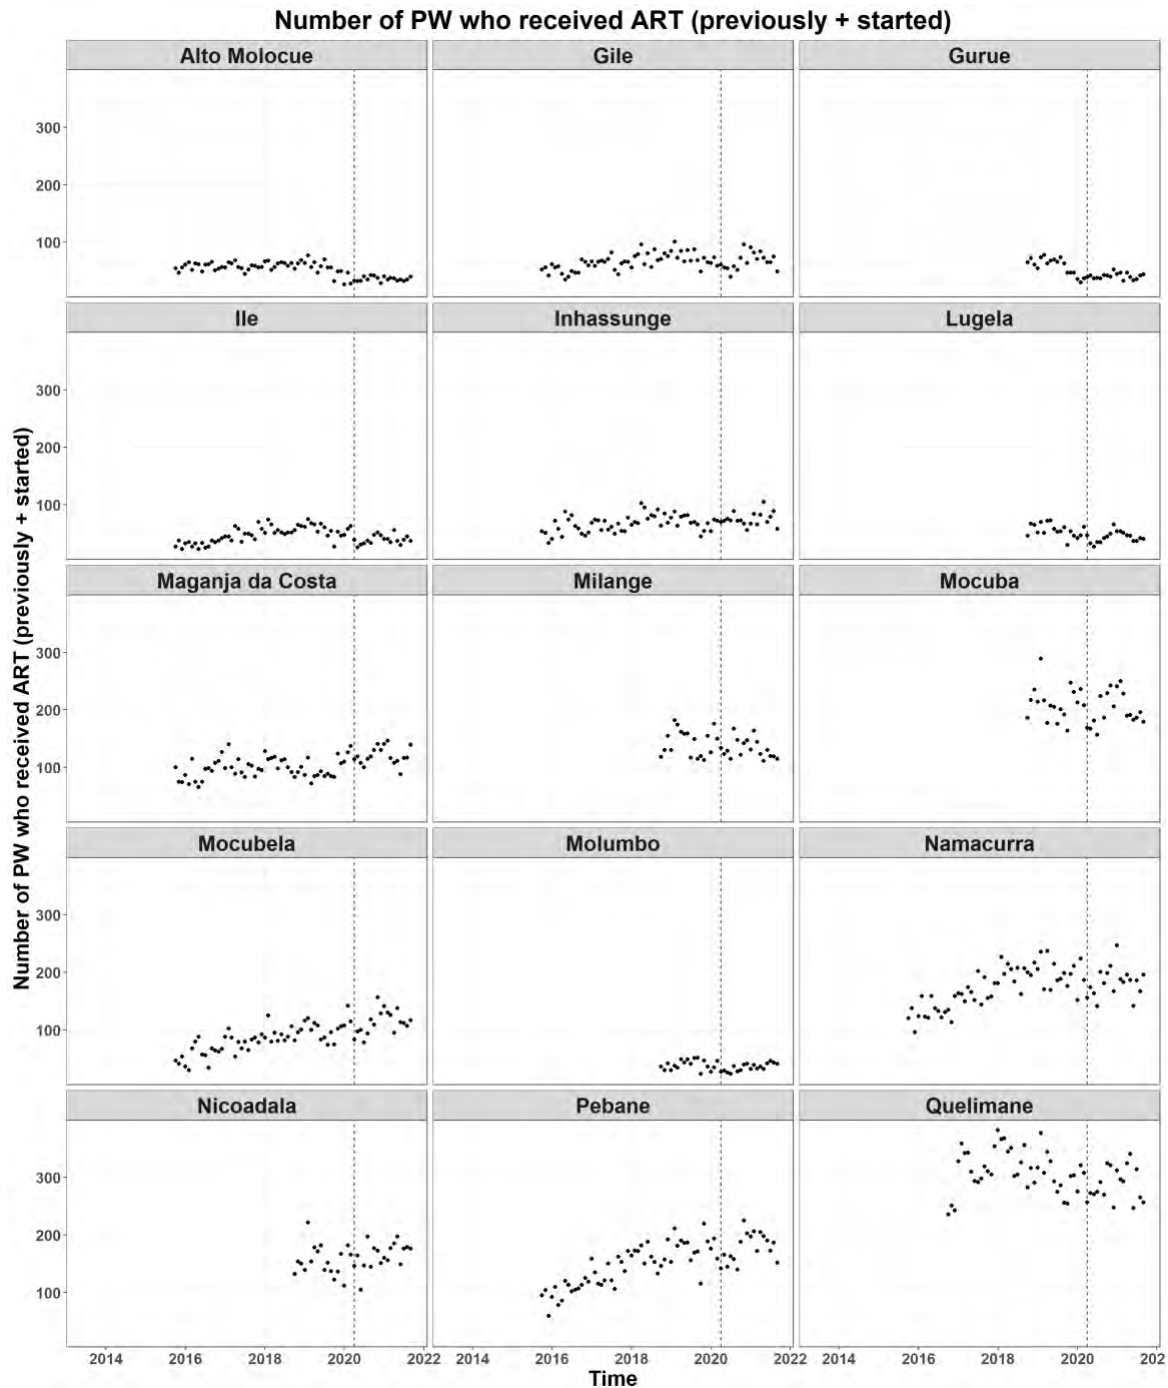 Number of PW who received ART (previously + started)
Alto Molocue Gile Gurue
300
200
100
Ile Inhassunge Lugela
300
200
100
Maganja da Costa Milange Mocuba
300
200
100
Mocubela Molumbo Namacurra
300
200
100
Nicoadala Pebane Quelimane
300
200
100
Number of PW who received ART (previously + started)
2014 2016 2018 2020 2022 2014 2016 2018 2020 2022 2014 2016 2018 2020 2022
Time